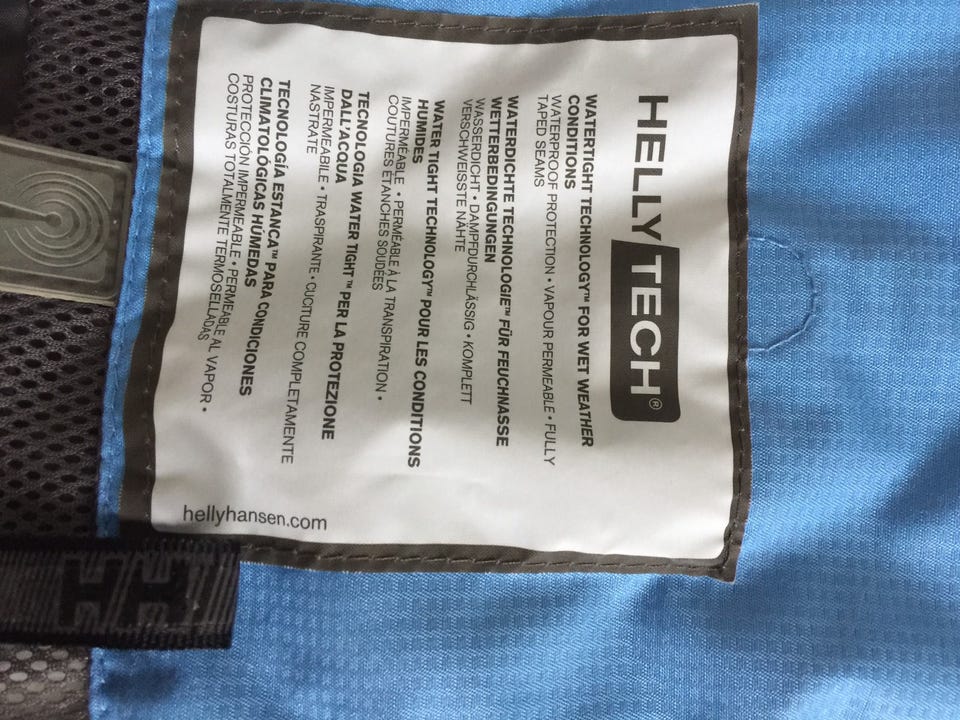 HELLY TECH®
WATERTIGHT TECHNOLOGY™ FOR WET WEATHER
CONDITIONS
WATERPROOF PROTECTION • VAPOUR PERMEABLE • FULLY
TAPED SEAMS
WATERDICHTE TECHNOLOGIE™ FÜR FEUCHNASSE
WETTERBEDINGUNGEN
WASSERDICHT • DAMPFDURCHLÄSSIG • KOMPLETT
VERSCHWEISSTE NÄHTE
WATER TIGHT TECHNOLOGY™ POUR LES CONDITIONS
HUMIDES
IMPERMÉABLE • PERMÉABLE À LA TRANSPIRATION •
COUTURES ÉTANCHES SOUDÉES
TECNOLOGIA WATER TIGHT™ PER LA PROTEZIONE
DALL'ACQUA
IMPERMEABILE • TRASPIRANTE • CUCITURE COMPLETAMENTE
NASTRATE
TECNOLOGÍA ESTANCA™ PARA CONDICIONES
CLIMATOLÓGICAS HÚMEDAS
PROTECCIÓN IMPERMEABLE • PERMEABLE AL VAPOR •
COSTURAS TOTALMENTE TERMOSELLADAS
hellyhansen.com
HH